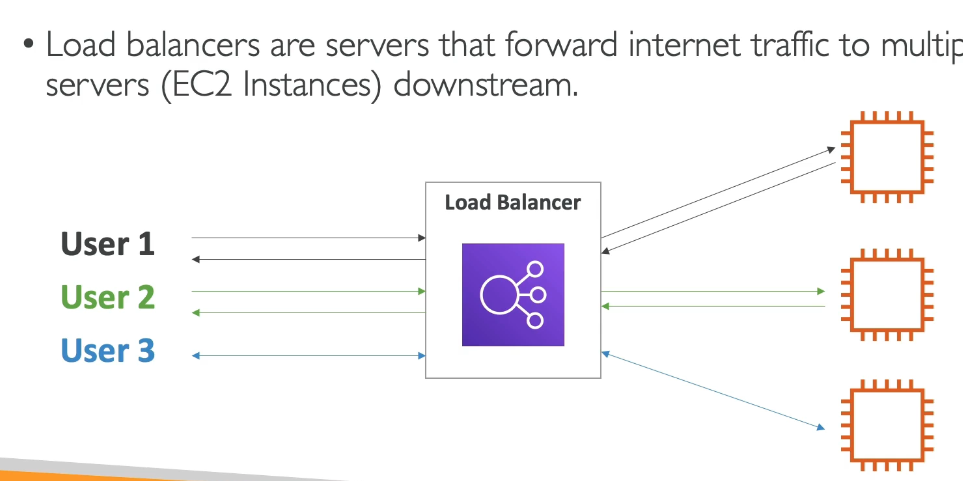 • Load balancers are servers that forward internet traffic to
servers (EC2 Instances) downstream.
Load Balancer
User 1
User 2
User 3